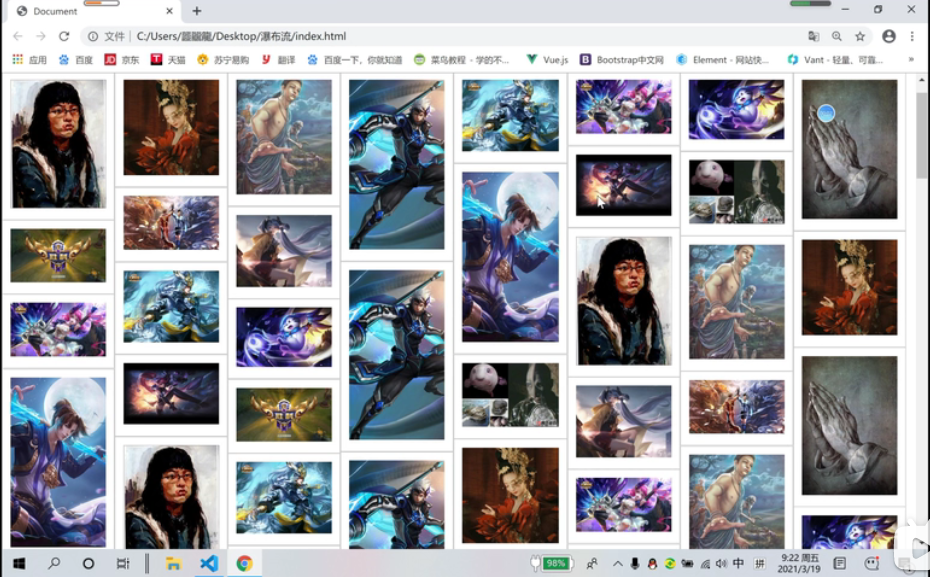 Document
文件 | C:/Users/
/Desktop/瀑布流/index.html
应用 百度 京东 天猫 苏宁易购 翻译 百度一下，你就知道 菜鸟教程 - 学的不... Vue.js Bootstrap中文网 Element - 网站快... Vant - 轻量、可靠... »
98% 中 拼 9:22 周五
2021/3/19